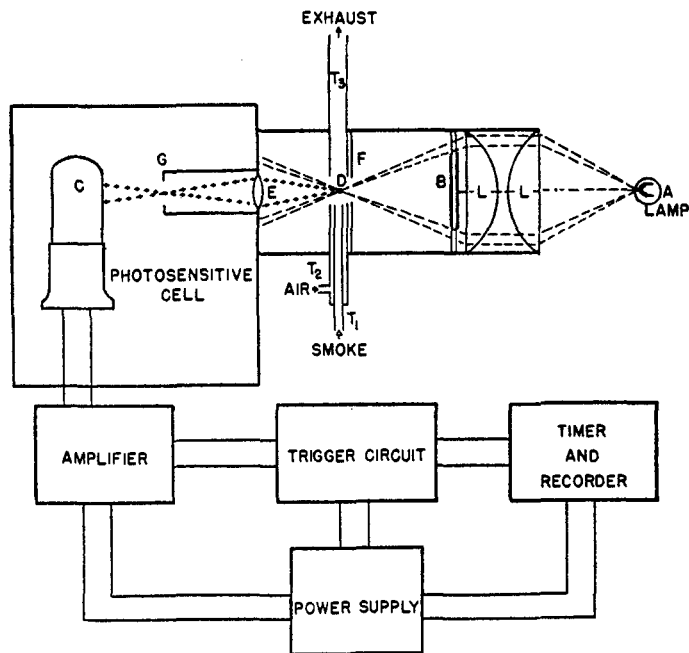 EXHAUST
T3
G
F
C
D
B
E
L
L
A
LAMP
PHOTOSENSITIVE
CELL
T2
AIR
T1
SMOKE
AMPLIFIER
TRIGGER CIRCUIT
TIMER
AND
RECORDER
POWER SUPPLY